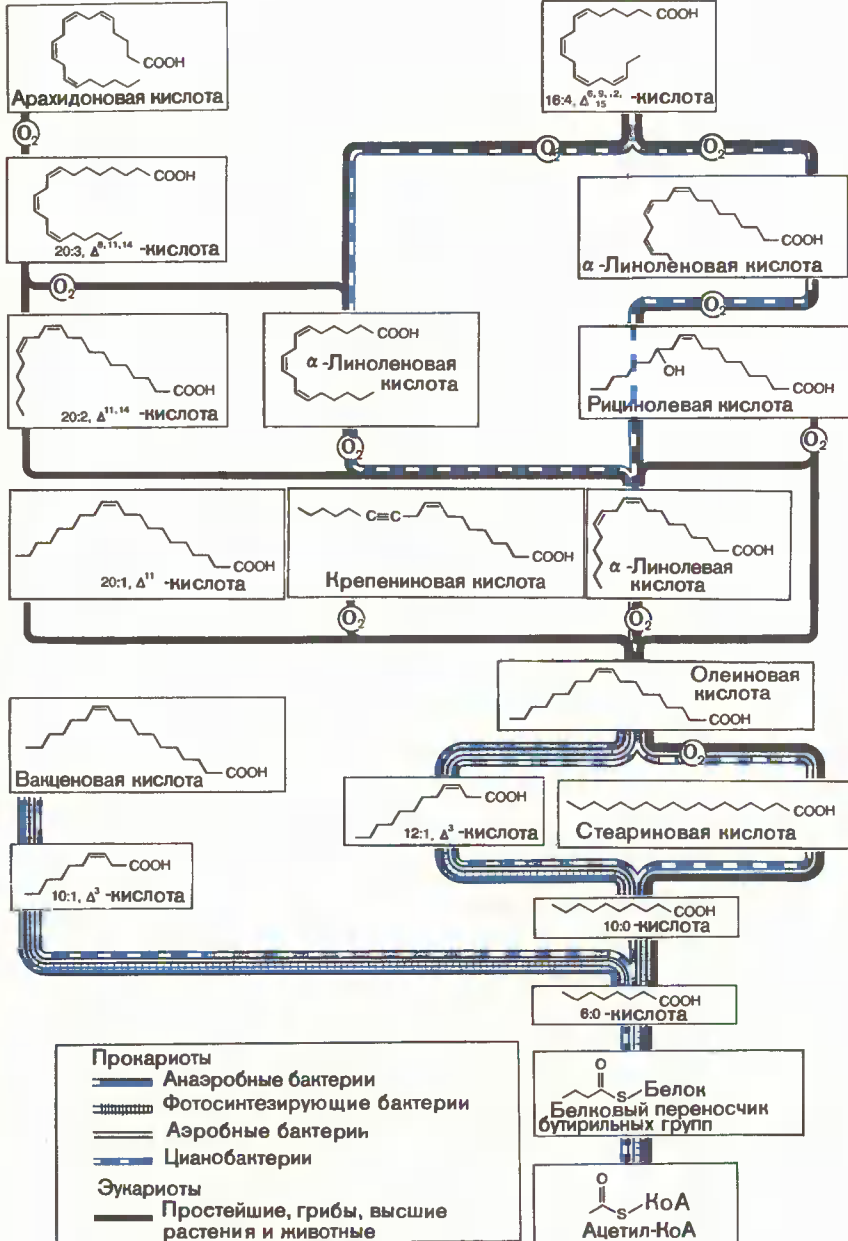 COOH
Арахидоновая кислота
COOH
16:4, Δ6, 9, ,2, 15 -кислота
O2
O2
O2
COOH
20:3, Δ8, 11, 14 -кислота
COOH
α-Линоленовая кислота
O2
O2
COOH
20:2, Δ11, 14 -кислота
COOH
α-Линоленовая
кислота
OH
COOH
Рицинолевая кислота
O2
O2
COOH
20:1, Δ11 -кислота
C≡C
COOH
Крепениновая кислота
COOH
α-Линолевая
кислота
O2
O2
Олеиновая
кислота
COOH
COOH
Вакценовая кислота
O2
COOH
12:1, Δ3 -кислота
COOH
Стеариновая кислота
COOH
10:1, Δ3 -кислота
COOH
10:0-кислота
COOH
6:0-кислота
Прокариоты
Анаэробные бактерии
Фотосинтезирующие бактерии
Аэробные бактерии
Цианобактерии
Эукариоты
Простейшие, грибы, высшие
растения и животные
O
S-Белок
Белковый переносчик
бутирильных групп
O
S-КоА
Ацетил-КоА